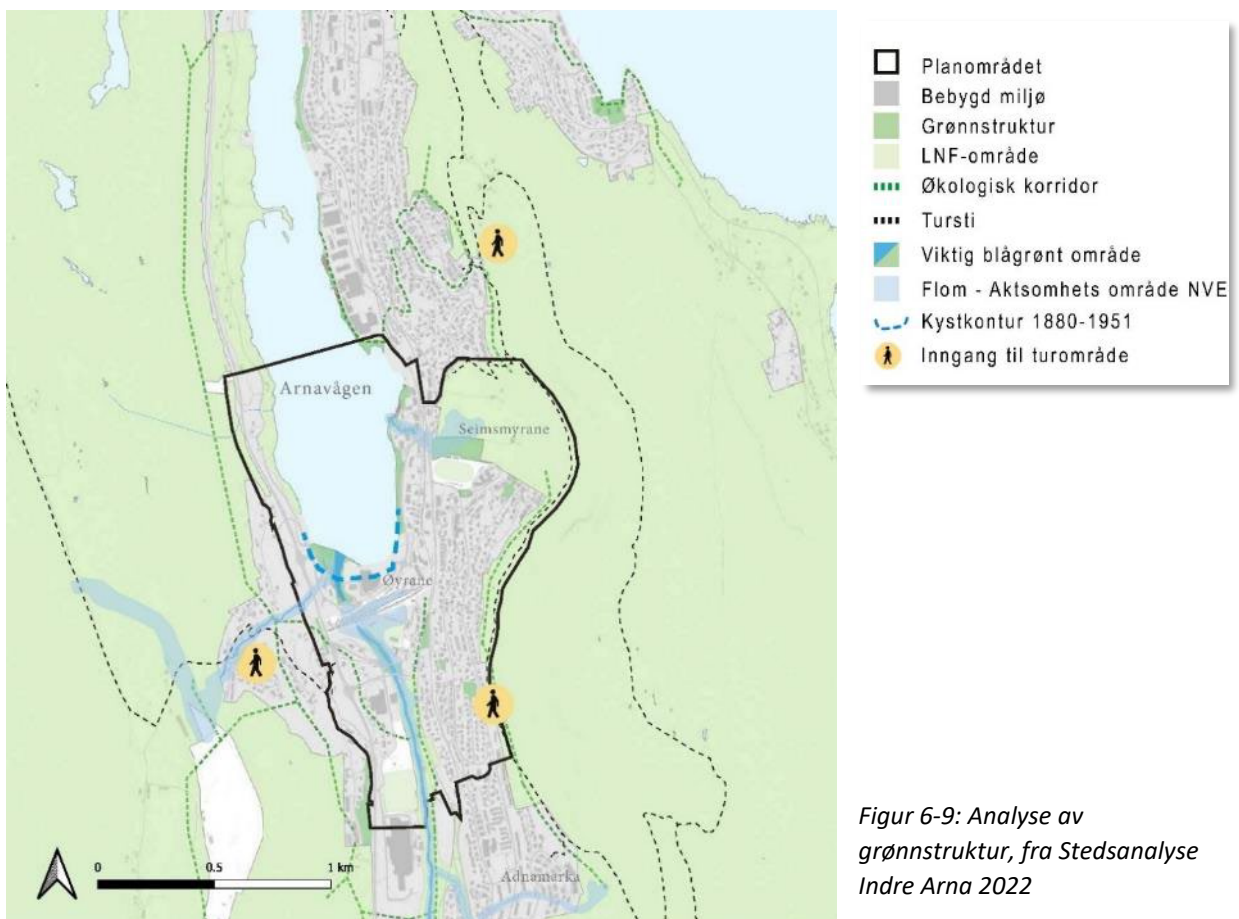 Arnavågen
Seimsmyrane
Øyrane
Adnamarka
0 0.5 1 km
Planområdet
Bebygd miljø
Grønnstruktur
LNF-område
Økologisk korridor
Tursti
Viktig blågrønt område
Flom - Aktsomhets område NVE
Kystkontur 1880-1951
Inngang til turområde
Figur 6-9: Analyse av
grønnstruktur, fra Stedsanalyse
Indre Arna 2022